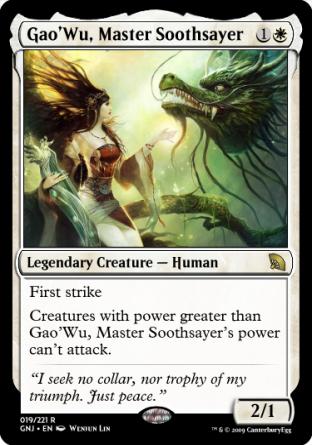 Gao'Wu, Master Soothsayer 1
Legendary Creature — Human
First strike
Creatures with power greater than
Gao'Wu, Master Soothsayer's power
can't attack.
"I seek no collar, nor trophy of my
triumph. Just peace."
2/1
019/221 R
GNJ • EN Weniun Lin
™ & © 2019 CanterburyEgg